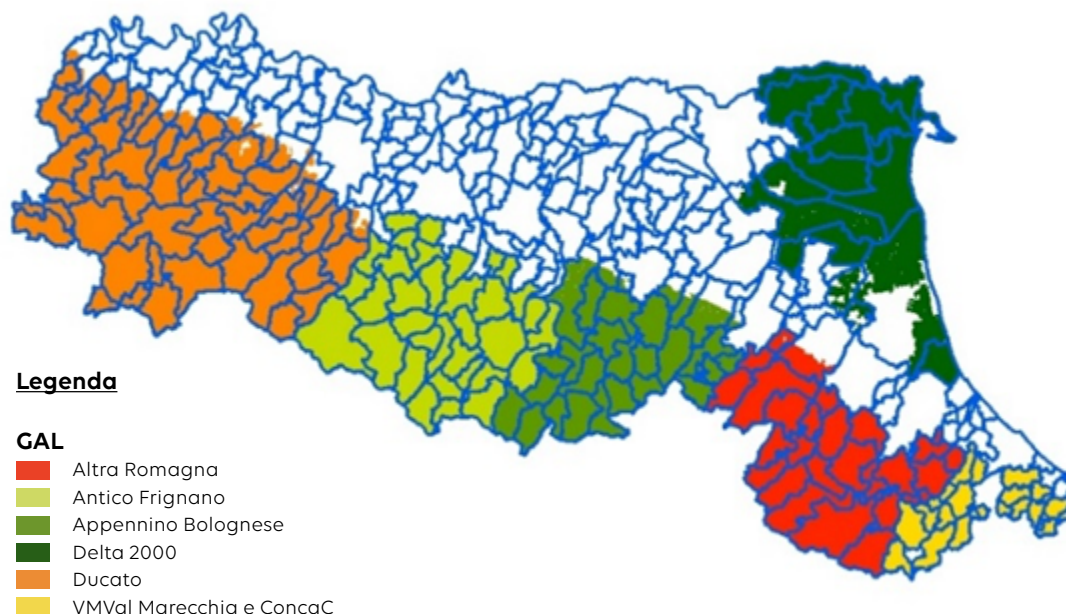 Legenda
GAL
Altra Romagna
Antico Frignano
Appennino Bolognese
Delta 2000
Ducato
VMVal Marecchia e ConcaC